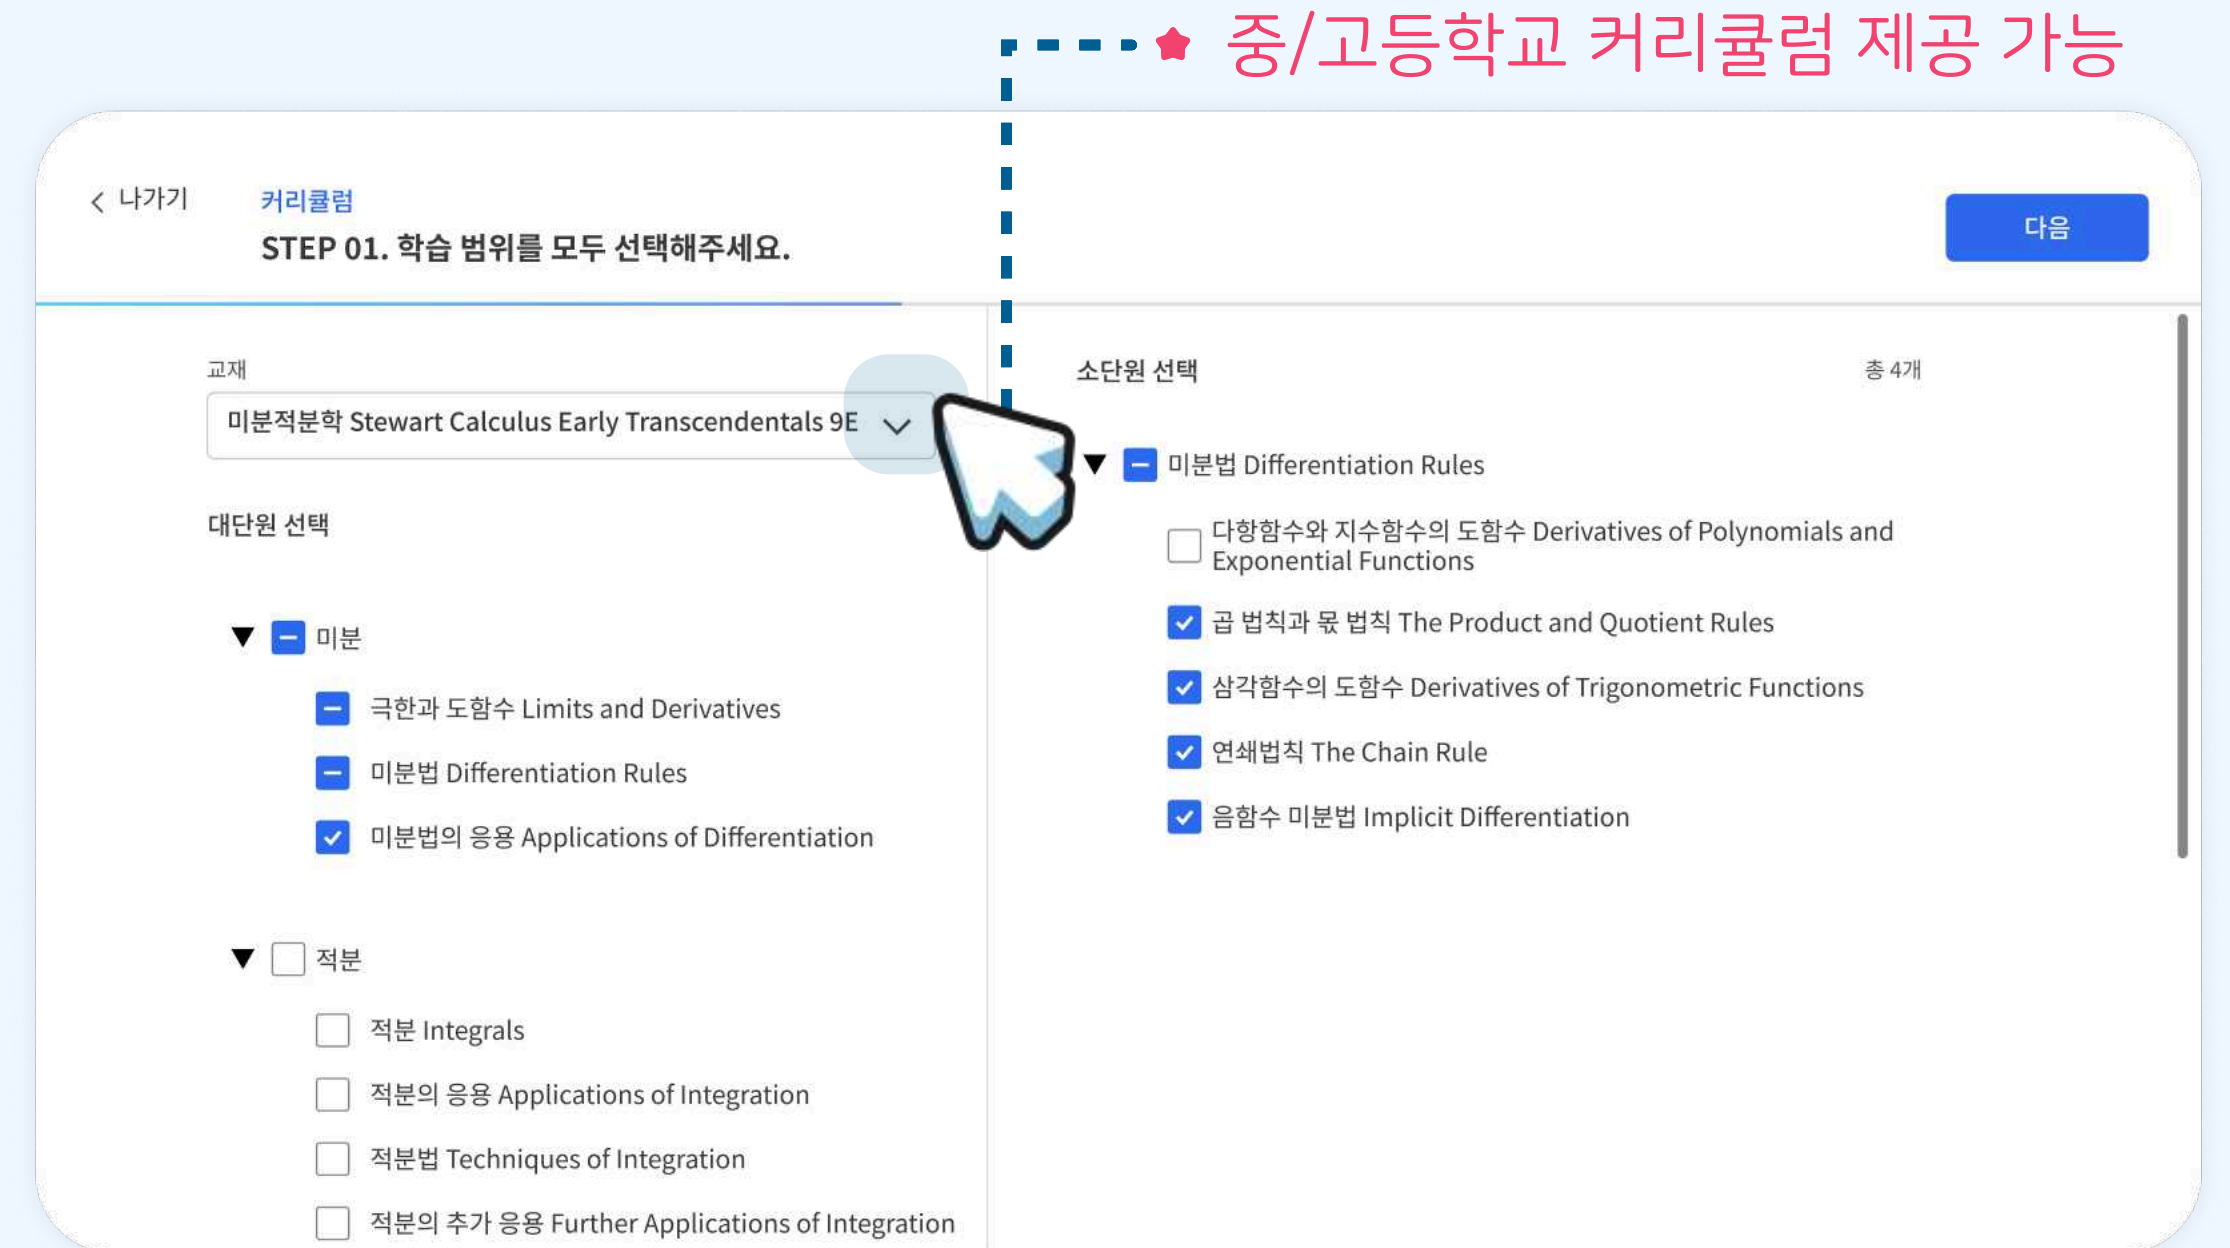 중/고등학교 커리큘럼 제공 가능
나가기
커리큘럼
STEP 01. 학습 범위를 모두 선택해주세요.
다음
교재
미분적분학 Stewart Calculus Early Transcendentals 9E
대단원 선택
미분
극한과 도함수 Limits and Derivatives
미분법 Differentiation Rules
미분법의 응용 Applications of Differentiation
적분
적분 Integrals
적분의 응용 Applications of Integration
적분법 Techniques of Integration
적분의 추가 응용 Further Applications of Integration
소단원 선택
총 4개
미분법 Differentiation Rules
다항함수와 지수함수의 도함수 Derivatives of Polynomials and
Exponential Functions
곱 법칙과 몫 법칙 The Product and Quotient Rules
삼각함수의 도함수 Derivatives of Trigonometric Functions
연쇄법칙 The Chain Rule
음함수 미분법 Implicit Differentiation